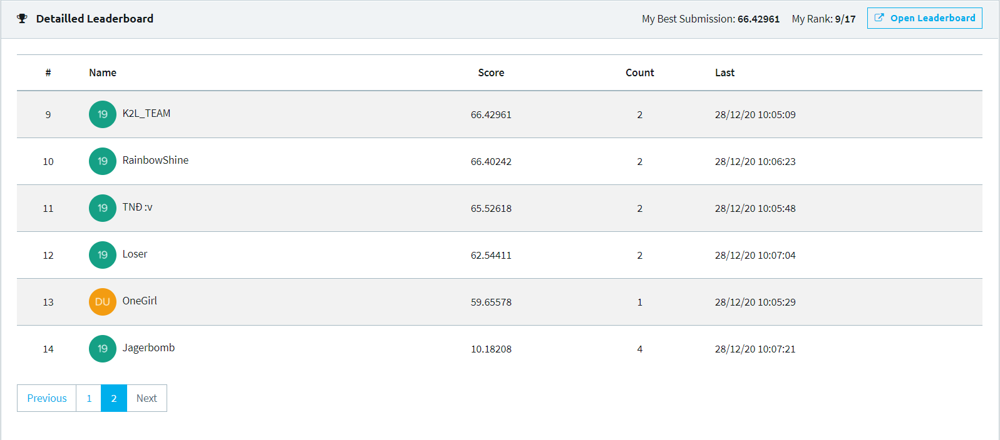 Detailled Leaderboard My Best Submission: 66.42961 My Rank: 9/17 Open Leaderboard
# Name Score Count Last
9 19 K2L_TEAM 66.42961 2 28/12/20 10:05:09
10 19 RainbowShine 66.40242 2 28/12/20 10:06:23
11 19 TNĐ :v 65.52618 2 28/12/20 10:05:48
12 19 Loser 62.54411 2 28/12/20 10:07:04
13 DU OneGirl 59.65578 1 28/12/20 10:05:29
14 19 Jagerbomb 10.18208 4 28/12/20 10:07:21
Previous 1 2 Next